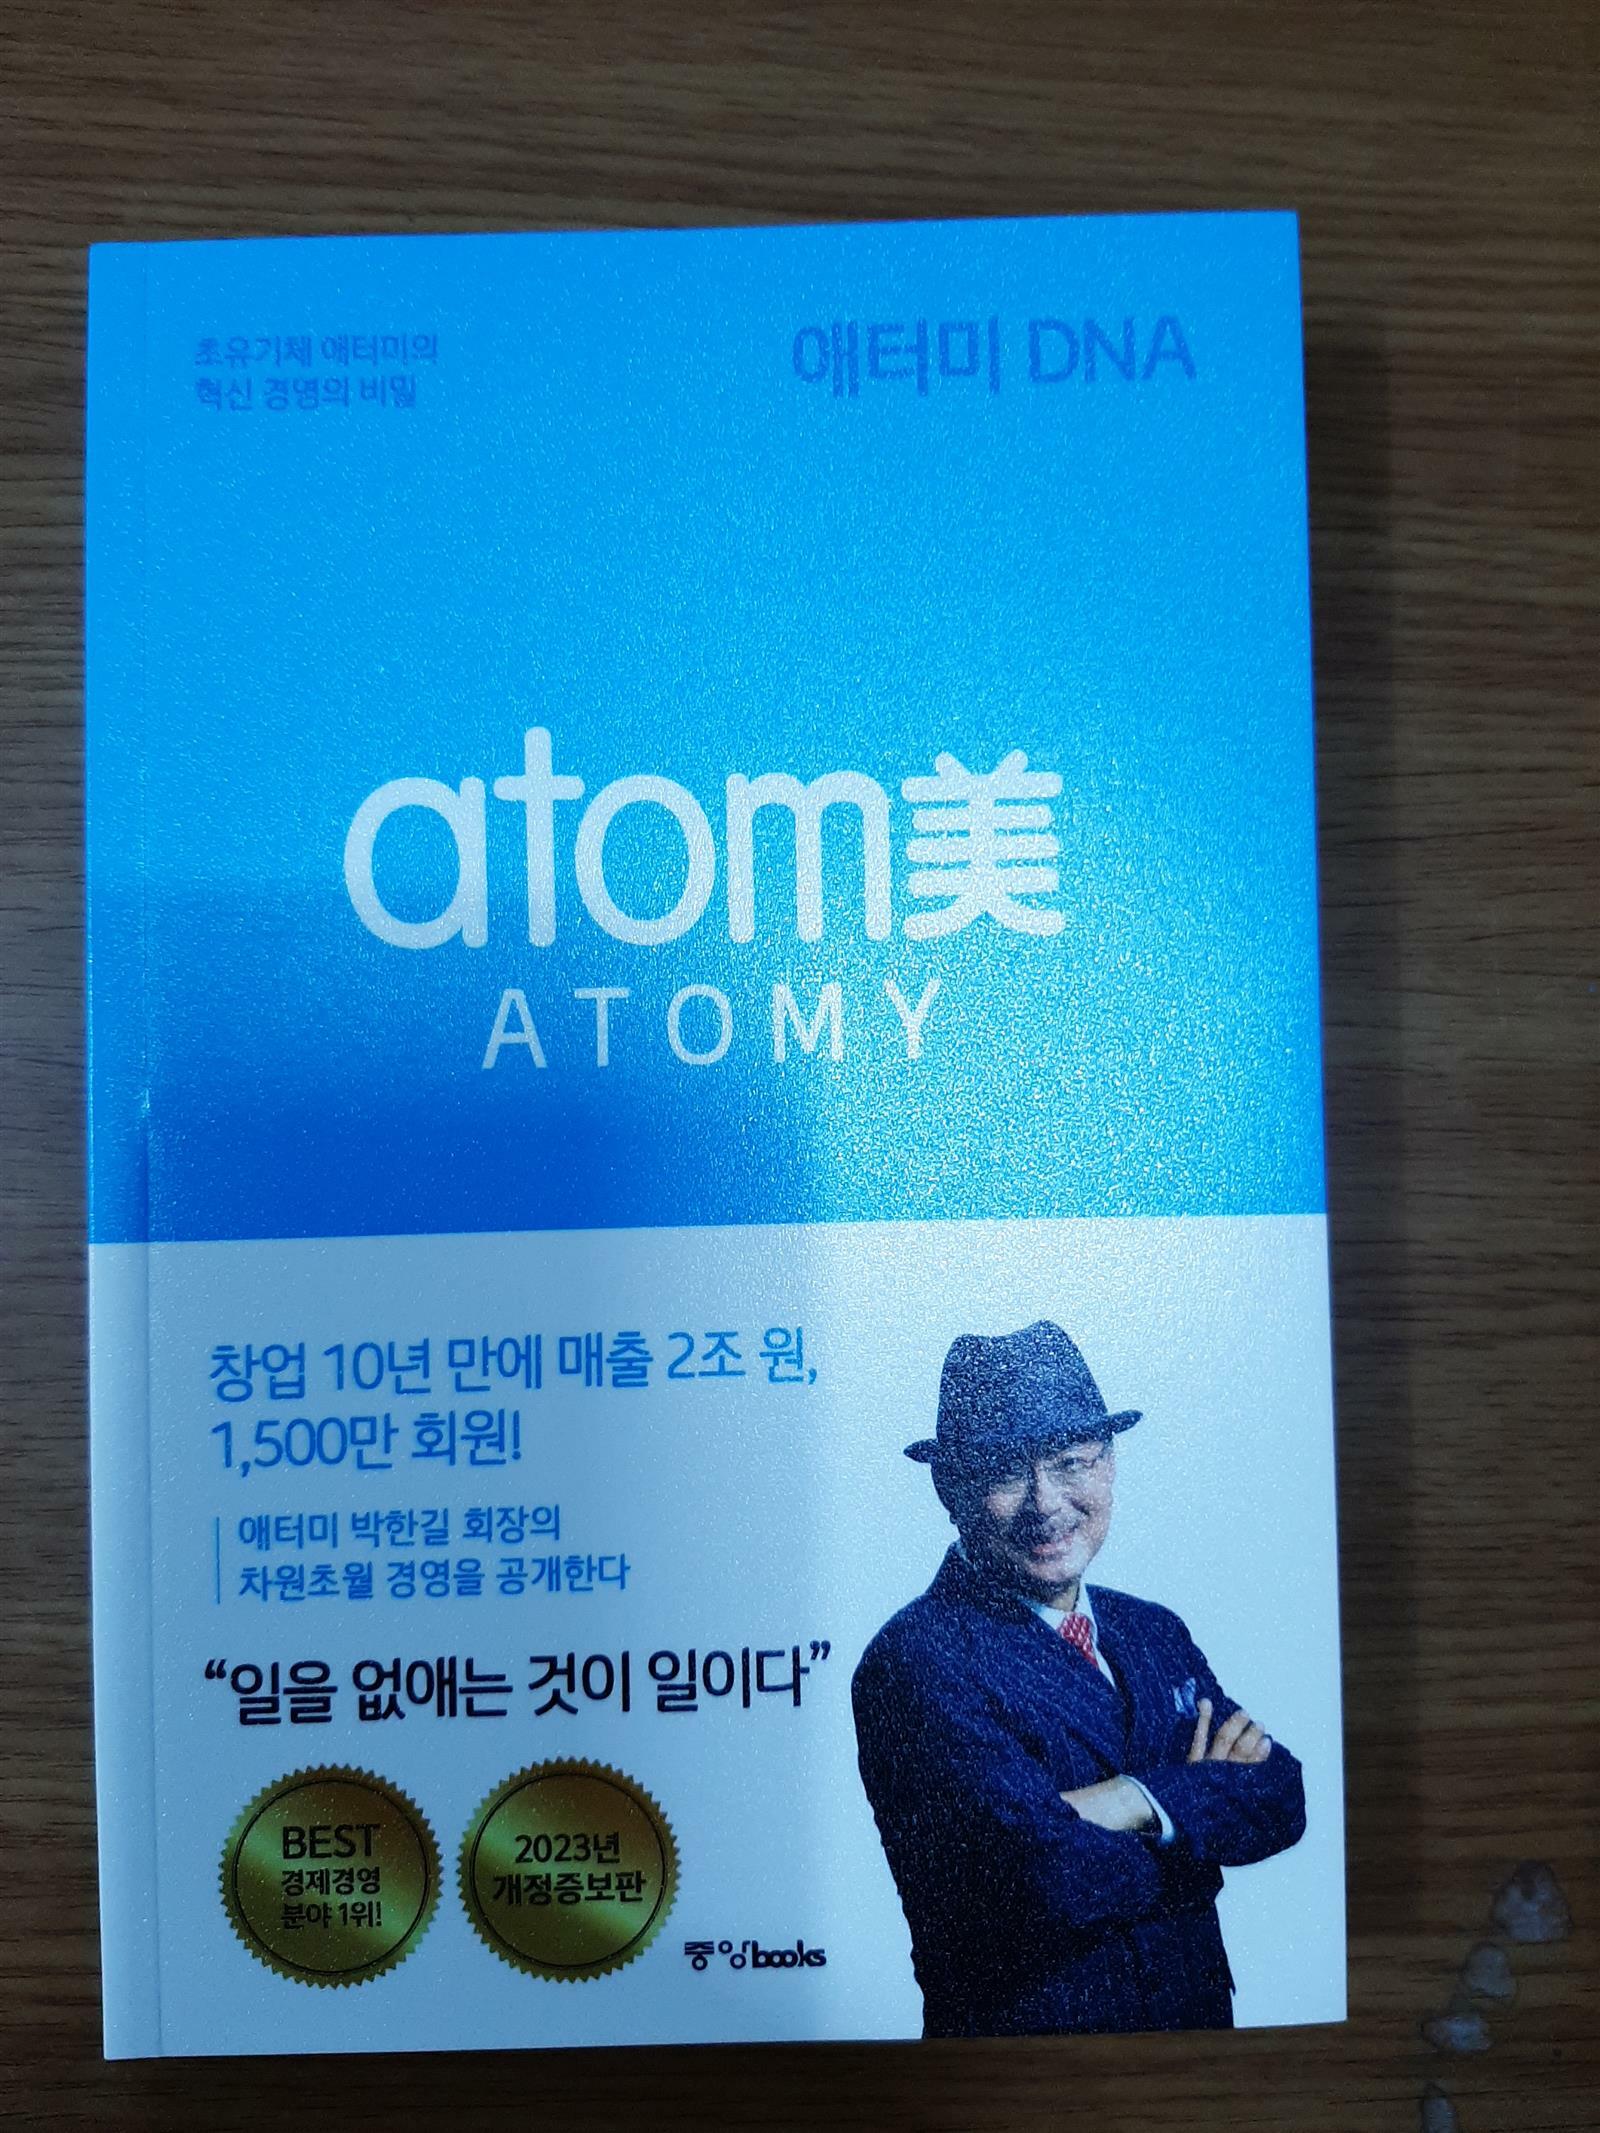 초유기체 애터미의
혁신 경영의 비밀
애터미 DNA
atom美
ATOMY
창업 10년 만에 매출 2조 원,
1,500만 회원!
애터미 박한길 회장의
차원초월 경영을 공개한다
“일을 없애는 것이 일이다”
BEST
경제경영
분야 1위!
2023년
개정증보판
중앙books